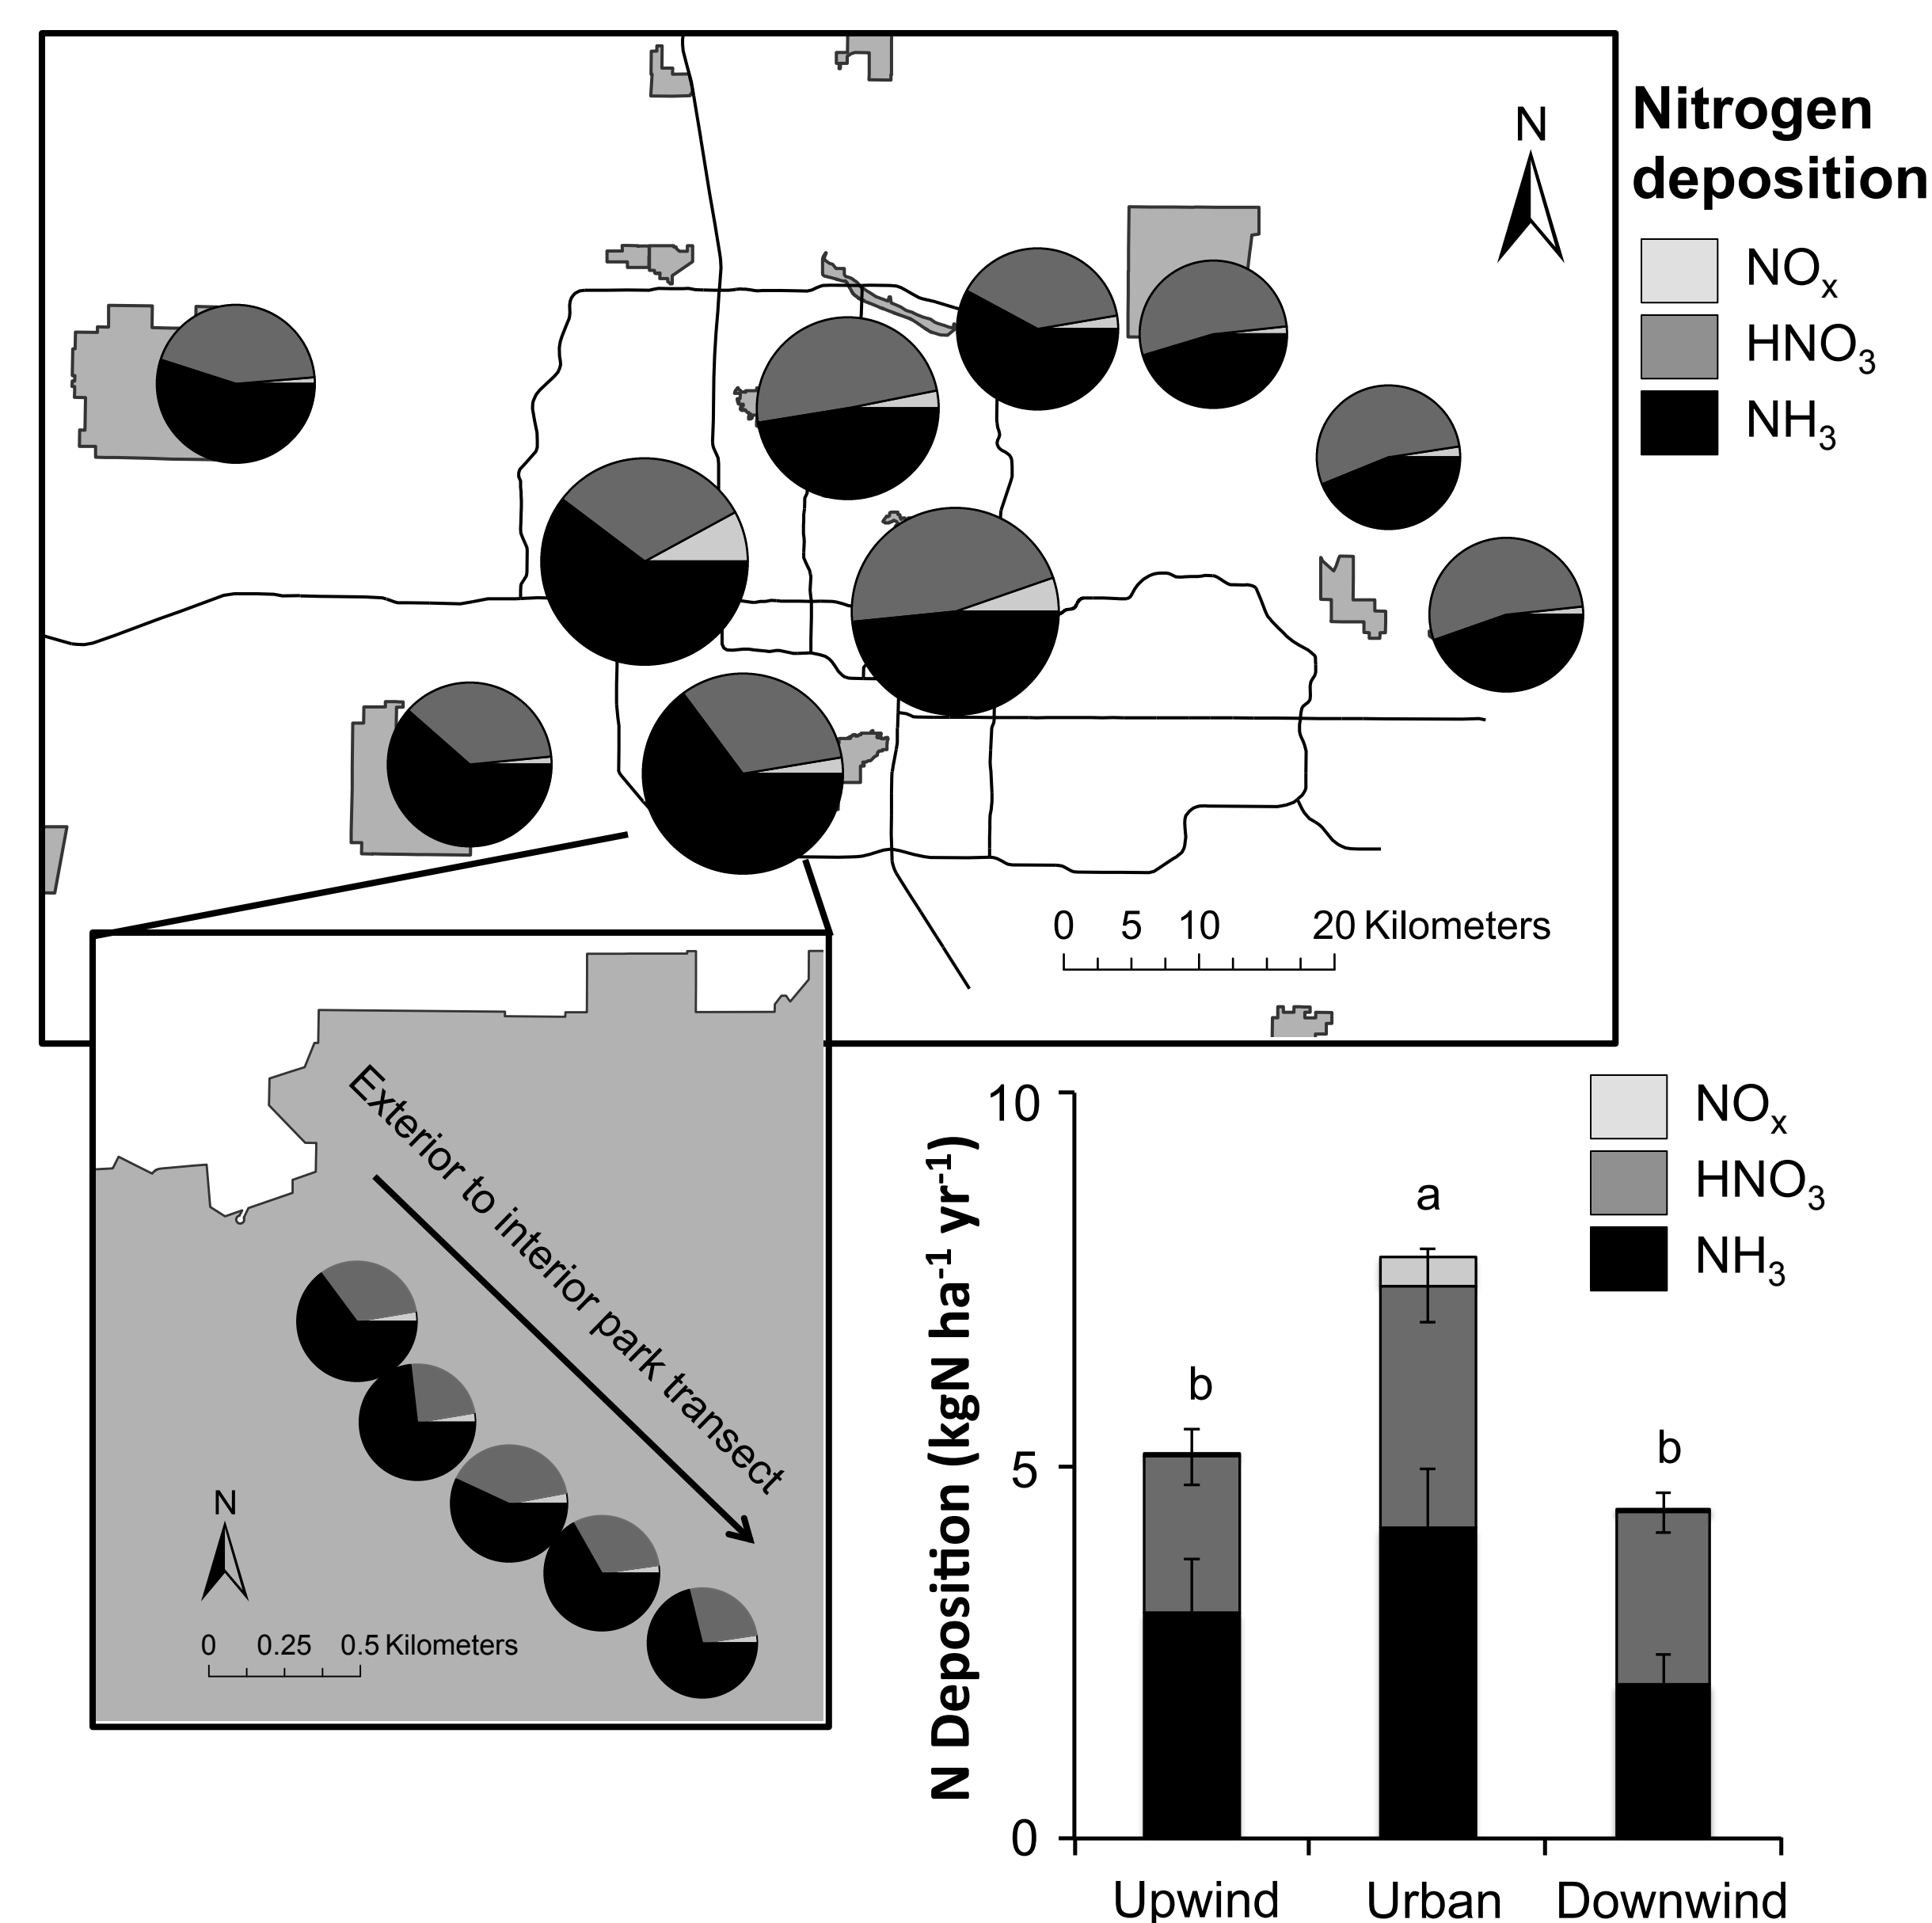 N
Nitrogen
deposition
NOx
HNO3
NH3
0 5 10 20 Kilometers
Exterior to interior park transect
N
0 0.25 0.5 Kilometers
NOx
HNO3
NH3
N Deposition (kgN ha-1 yr-1)
10
5
0
b
a
b
Upwind Urban Downwind